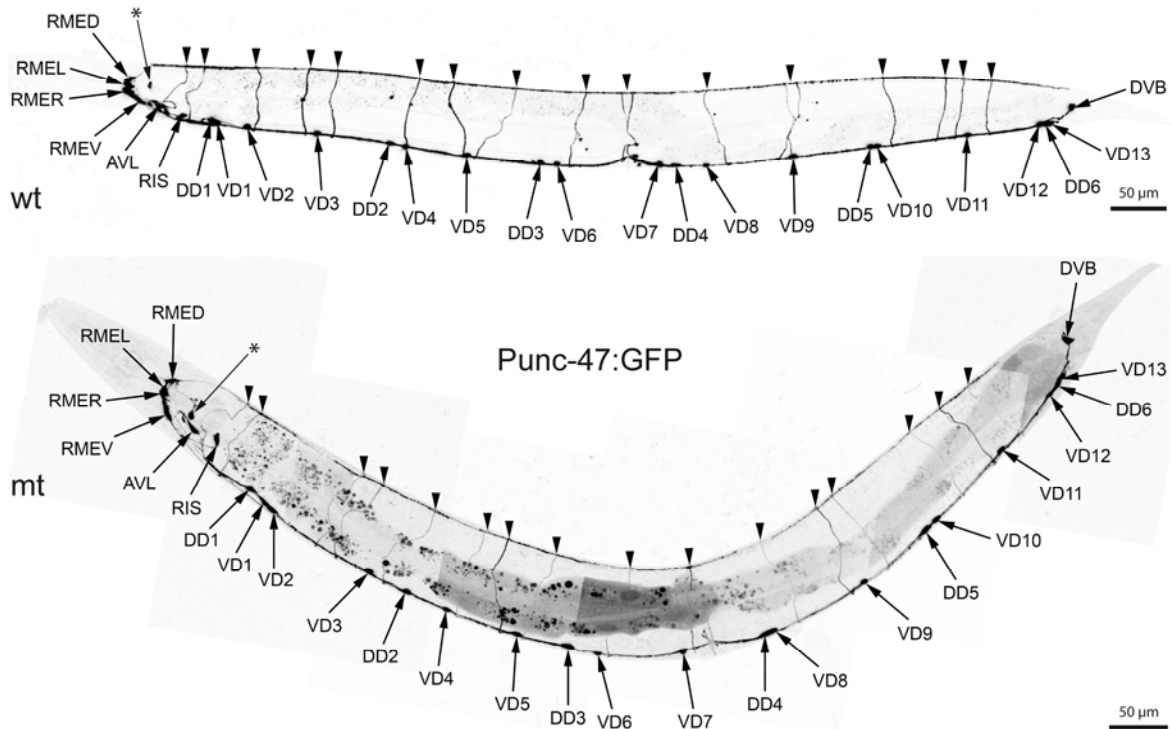 RMED
*
RMEL
RMER
RMEV
AVL
RIS
DD1
VD1
VD2
VD3
DD2
VD4
VD5
DD3
VD6
VD7
DD4
VD8
VD9
DD5
VD10
VD11
VD12
DD6
VD13
DVB
wt
50 µm
Punc-47:GFP
RMED
*
RMEL
RMER
RMEV
AVL
RIS
mt
DD1
VD1
VD2
VD3
DD2
VD4
VD5
DD3
VD6
VD7
DD4
VD8
VD9
DD5
VD10
VD11
VD12
DD6
VD13
DVB
50 µm